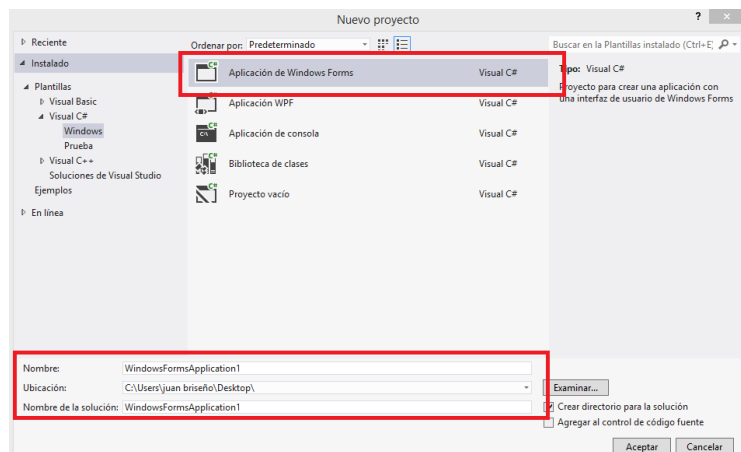 Nuevo proyecto
?
Reciente
Instalado
Plantillas
Visual Basic
Visual C#
Windows
Prueba
Visual C++
Soluciones de Visual Studio
Ejemplos
En línea
Ordenar por: Predeterminado
Aplicación de Windows Forms Visual C#
Aplicación WPF Visual C#
Aplicación de consola Visual C#
Biblioteca de clases Visual C#
Proyecto vacío Visual C#
Buscar en la Plantillas instalado (Ctrl+E)
Tipo: Visual C#
Proyecto para crear una aplicación con
una interfaz de usuario de Windows Forms
Nombre: WindowsFormsApplication1
Ubicación: C:\Users\juan briseño\Desktop\
Nombre de la solución: WindowsFormsApplication1
Examinar...
Crear directorio para la solución
Agregar al control de código fuente
Aceptar Cancelar